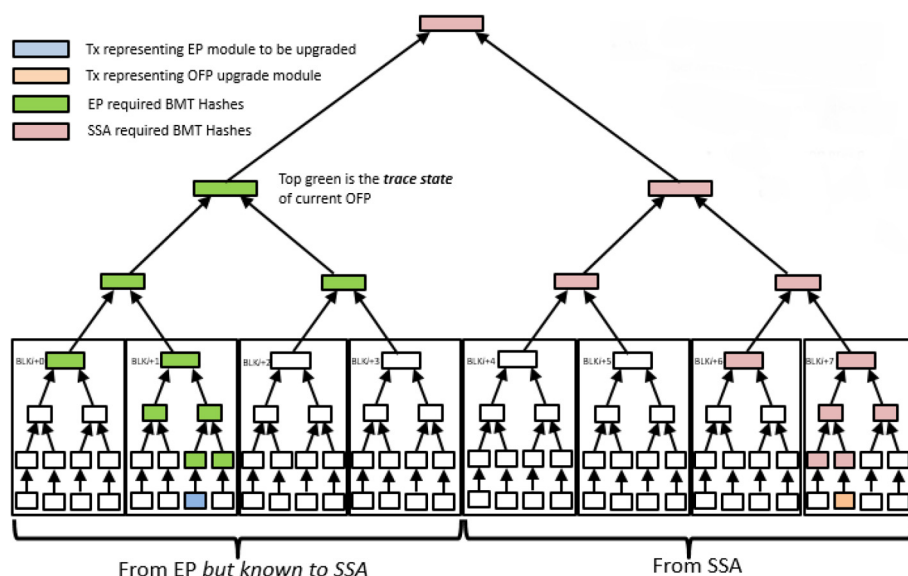 Tx representing EP module to be upgraded
Tx representing OFP upgrade module
EP required BMT Hashes
SSA required BMT Hashes
Top green is the trace state
of current OFP
BLKi+0
BLKi+1
BLKi+2
BLKi+3
BLKi+4
BLKi+5
BLKi+6
BLKi+7
From EP but known to SSA
From SSA